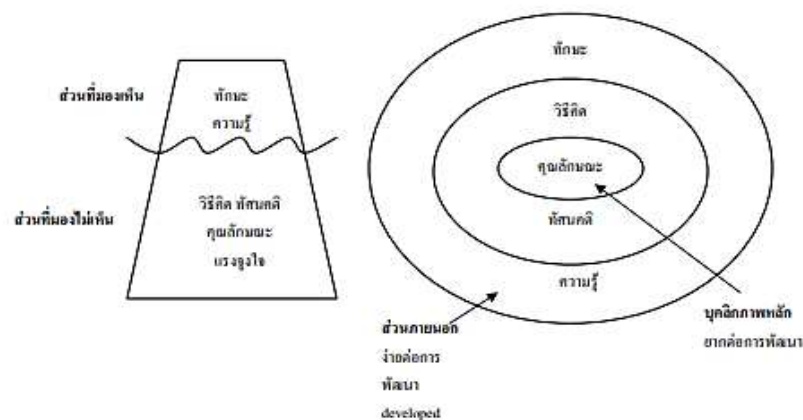 ส่วนที่มองเห็น
ทักษะ
ความรู้
ส่วนที่มองไม่เห็น
วิธีคิด ทัศนคติ
คุณลักษณะ
แรงจูงใจ
ทักษะ
วิธีคิด
คุณลักษณะ
ทัศนคติ
ความรู้
ส่วนภายนอก
ง่ายต่อการ
พัฒนา
developed
บุคลิกภาพหลัก
ยากต่อการพัฒนา